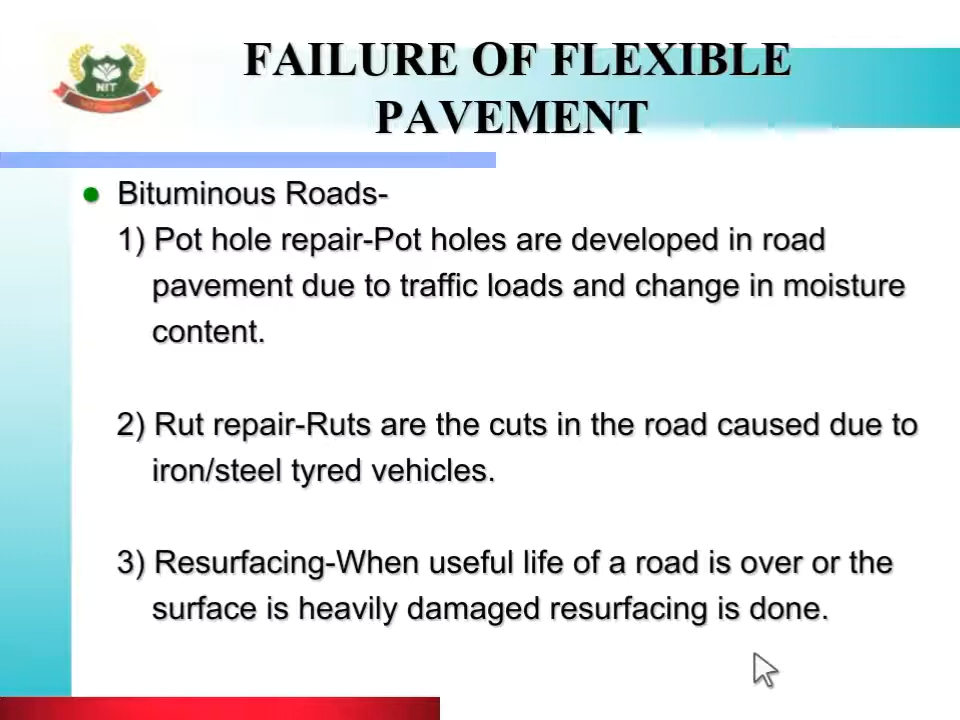 NIT
FAILURE OF FLEXIBLE
PAVEMENT
Bituminous Roads-
1) Pot hole repair-Pot holes are developed in road
pavement due to traffic loads and change in moisture
content.
2) Rut repair-Ruts are the cuts in the road caused due to
iron/steel tyred vehicles.
3) Resurfacing-When useful life of a road is over or the
surface is heavily damaged resurfacing is done.